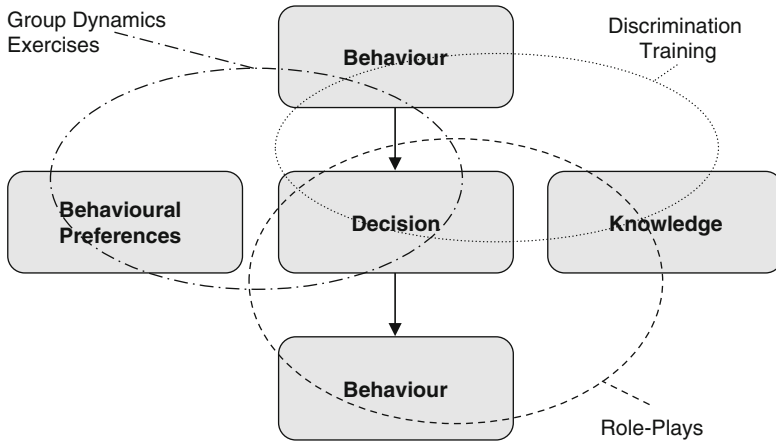 Group Dynamics
Exercises
Behaviour
Discrimination
Training
Behavioural
Preferences
Decision
Knowledge
Behaviour
Role-Plays